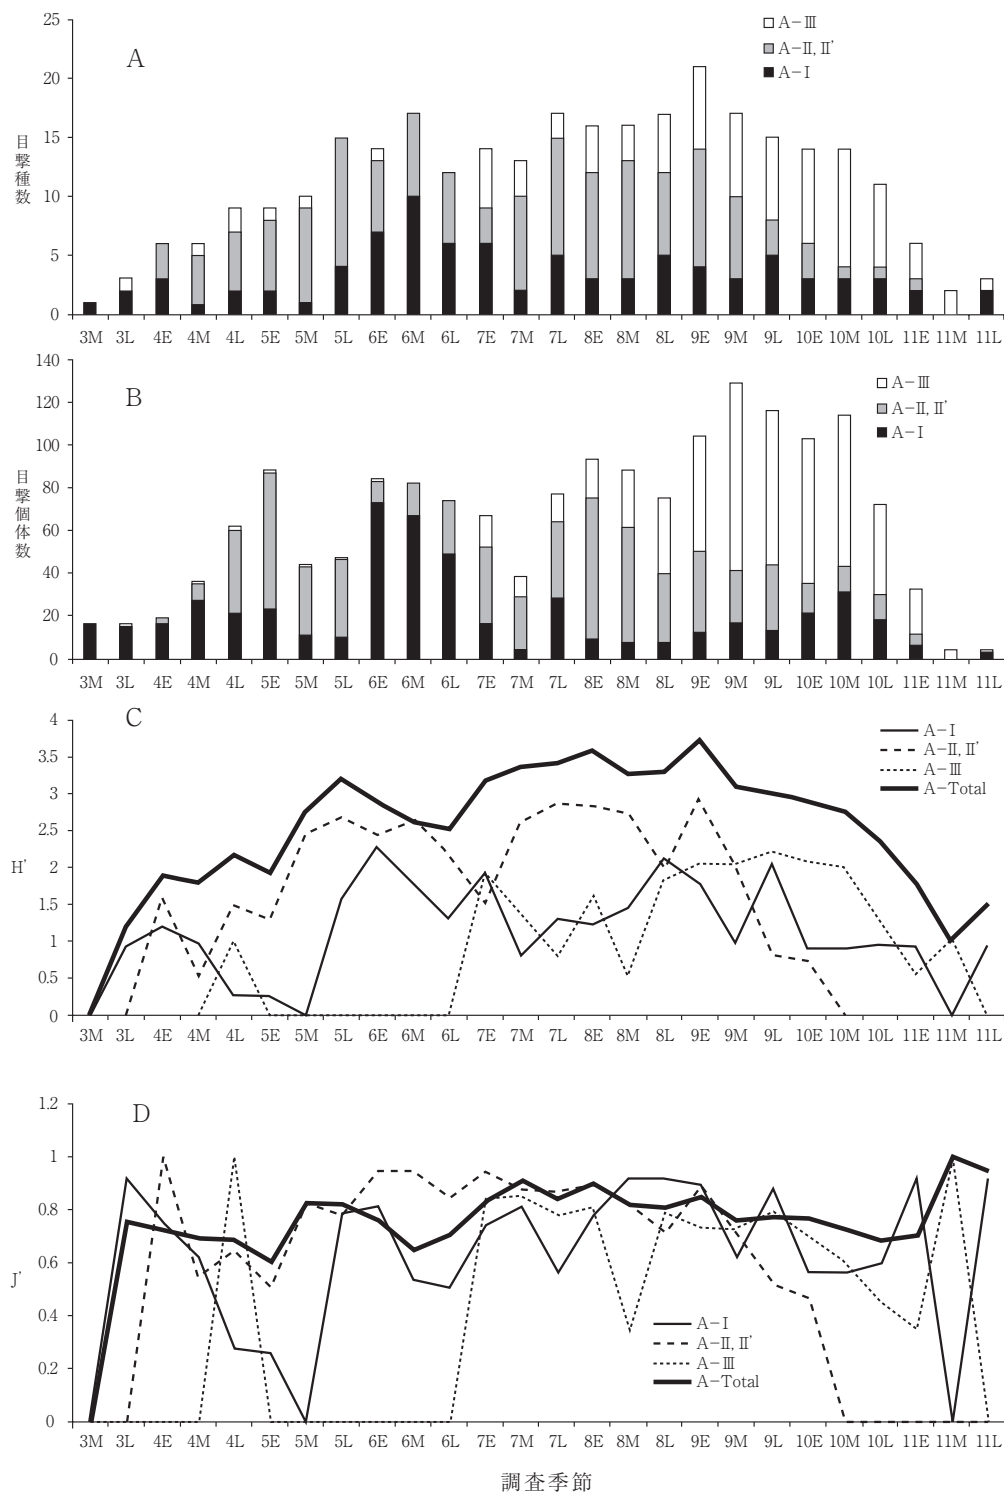 A
A−Ⅲ
A−Ⅱ, Ⅱ'
A−Ⅰ
25
20
15
10
5
0
目撃種数
3M 3L 4E 4M 4L 5E 5M 5L 6E 6M 6L 7E 7M 7L 8E 8M 8L 9E 9M 9L 10E 10M 10L 11E 11M 11L
B
A−Ⅲ
A−Ⅱ, Ⅱ'
A−Ⅰ
140
120
100
80
60
40
20
0
目撃個体数
3M 3L 4E 4M 4L 5E 5M 5L 6E 6M 6L 7E 7M 7L 8E 8M 8L 9E 9M 9L 10E 10M 10L 11E 11M 11L
C
A−Ⅰ
A−Ⅱ, Ⅱ'
A−Ⅲ
A−Total
4
3.5
3
2.5
2
1.5
1
0.5
0
H'
3M 3L 4E 4M 4L 5E 5M 5L 6E 6M 6L 7E 7M 7L 8E 8M 8L 9E 9M 9L 10E 10M 10L 11E 11M 11L
D
1.2
1
0.8
0.6
0.4
0.2
0
J'
A−Ⅰ
A−Ⅱ, Ⅱ'
A−Ⅲ
A−Total
3M 3L 4E 4M 4L 5E 5M 5L 6E 6M 6L 7E 7M 7L 8E 8M 8L 9E 9M 9L 10E 10M 10L 11E 11M 11L
調査季節